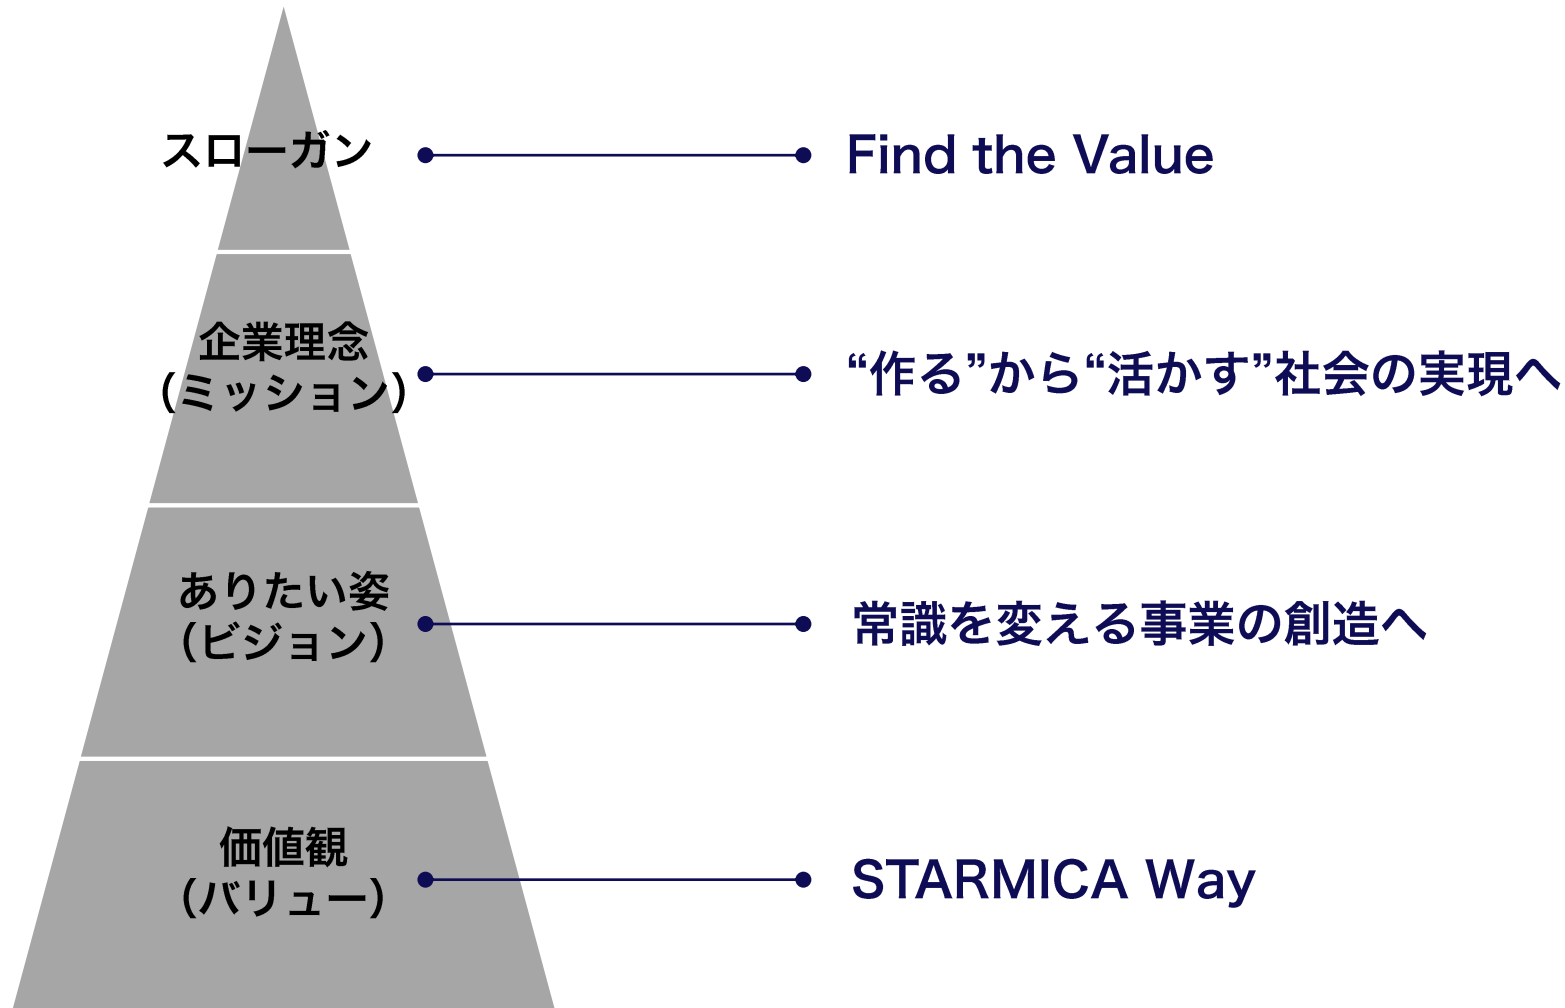 スローガン
Find the Value
企業理念
(ミッション)
“作る”から“活かす”社会の実現へ
ありたい姿
(ビジョン)
常識を変える事業の創造へ
価値観
(バリュー)
STARMICA Way